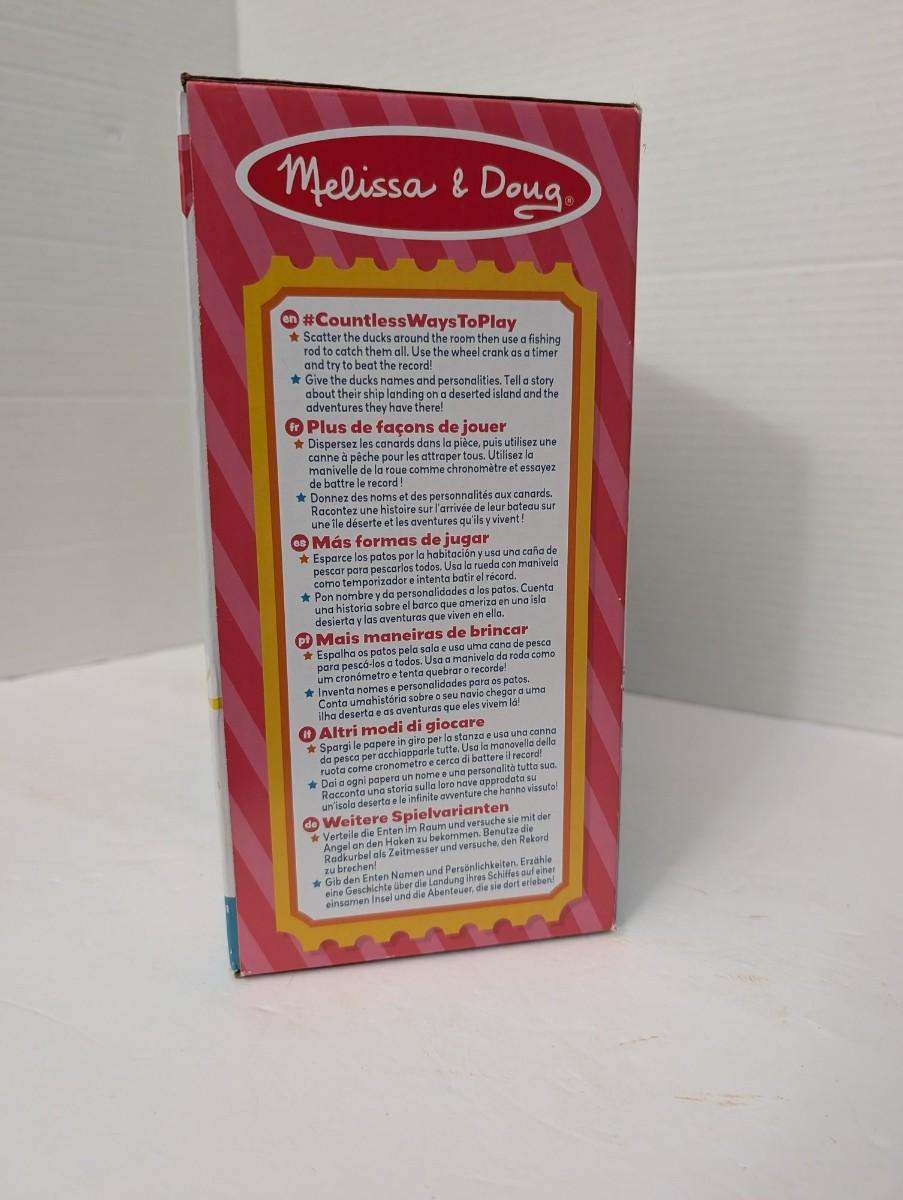 Melissa & Doug®
en #CountlessWaysToPlay
Scatter the ducks around the room then use a fishing
rod to catch them all. Use the wheel crank as a timer
and try to beat the record!
Give the ducks names and personalities. Tell a story
about their ship landing on a deserted island and the
adventures they have there!
fr Plus de façons de jouer
Dispersez les canards dans la pièce, puis utilisez une
canne à pêche pour les attraper tous. Utilisez la
manivelle de la roue comme chronomètre et essayez
de battre le record !
Donnez des noms et des personnalités aux canards.
Racontez une histoire sur l'arrivée de leur bateau sur
une île déserte et les aventures qu'ils y vivent !
es Más formas de jugar
Esparce los patos por la habitación y usa una caña de
pescar para pescarlos todos. Usa la rueda con manivela
como temporizador e intenta batir el récord.
Pon nombre y da personalidades a los patos. Cuenta
una historia sobre el barco que ameriza en una isla
desierta y las aventuras que viven en ella.
pt Mais maneiras de brincar
Espalha os patos pela sala e usa uma cana de pesca
para pescá-los a todos. Usa a manivela da roda como
um cronómetro e tenta quebrar o recorde!
Inventa nomes e personalidades para os patos.
Conta umahistória sobre o seu navio chegar a uma
ilha deserta e as aventuras que eles vivem lá!
it Altri modi di giocare
Spargi le papere in giro per la stanza e usa una canna
da pesca per acchiapparle tutte. Usa la manovella della
ruota come cronometro e cerca di battere il record!
Dai a ogni papera un nome e una personalità tutta sua.
Racconta una storia sulla loro nave approdata su
un'isola deserta e le infinite avventure che hanno vissuto!
de Weitere Spielvarianten
Verteile die Enten im Raum und versuche sie mit der
Angel an den Haken zu bekommen. Benutze die
Radkurbel als Zeitmesser und versuche, den Rekord
zu brechen!
Gib den Enten Namen und Persönlichkeiten. Erzähle
eine Geschichte über die Landung ihres Schiffes auf einer
einsamen Insel und die Abenteuer, die sie dort erleben!